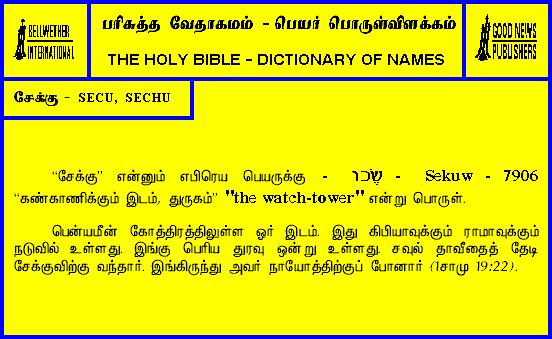 BELLWETHER
INTERNATIONAL
பரிசுத்த வேதாகமம் - பெயர் பொருள்விளக்கம்
THE HOLY BIBLE - DICTIONARY OF NAMES
GOOD NEWS
PUBLISHERS
சேக்கு - SECU, SECHU
“சேக்கு” என்னும் எபிரெய பெயருக்கு - שֶׂכוּ - Sekuw - 7906
“கண்காணிக்கும் இடம், துருகம்” "the watch-tower" என்று பொருள்.
பென்யமீன் கோத்திரத்திலுள்ள ஓர் இடம். இது கிபியாவுக்கும் ராமாவுக்கும்
நடுவில் உள்ளது. இங்கு பெரிய துரவு ஒன்று உள்ளது. சவுல் தாவீதைத் தேடி
சேக்குவிற்கு வந்தார். இங்கிருந்து அவர் நாயோத்திற்குப் போனார் (1சாமு 19:22).